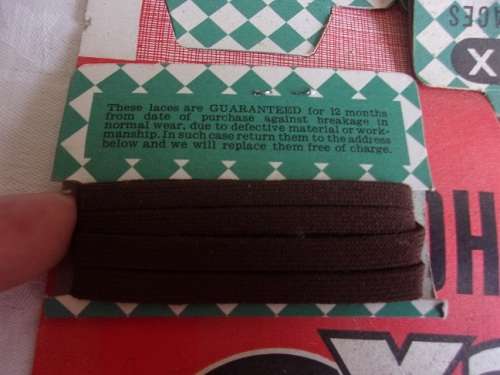 ACES
X
These laces are GUARANTEED for 12 months
from date of purchase against breakage in
normal wear, due to defective material or work-
manship. In such case return them to the address
below and we will replace them free of charge.
OH